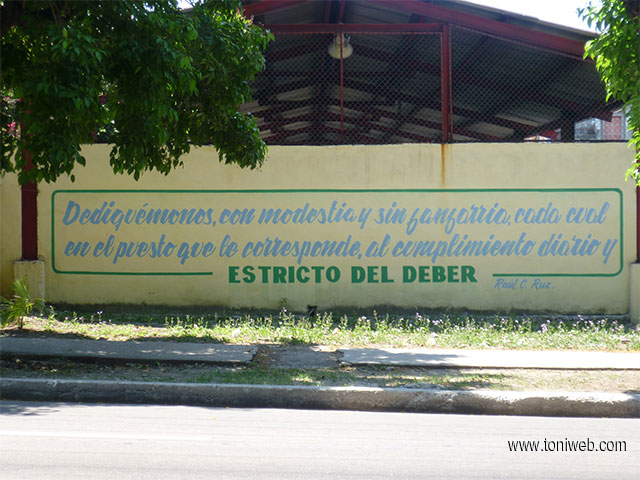 Dediquémonos, con modestia y sin fanfarria, cada cual
en el puesto que le corresponde, al cumplimiento diario y
ESTRICTO DEL DEBER
Raúl C. Ruz.
www.toniweb.com